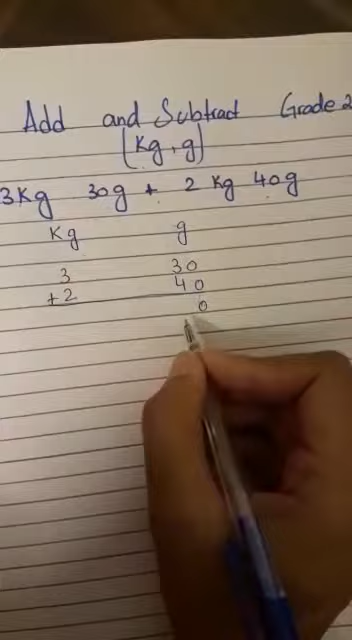 Add and Subtract Grade 2
(Kg, g)
3Kg 30g + 2 Kg 40g
Kg g
3 30
+2 40
0